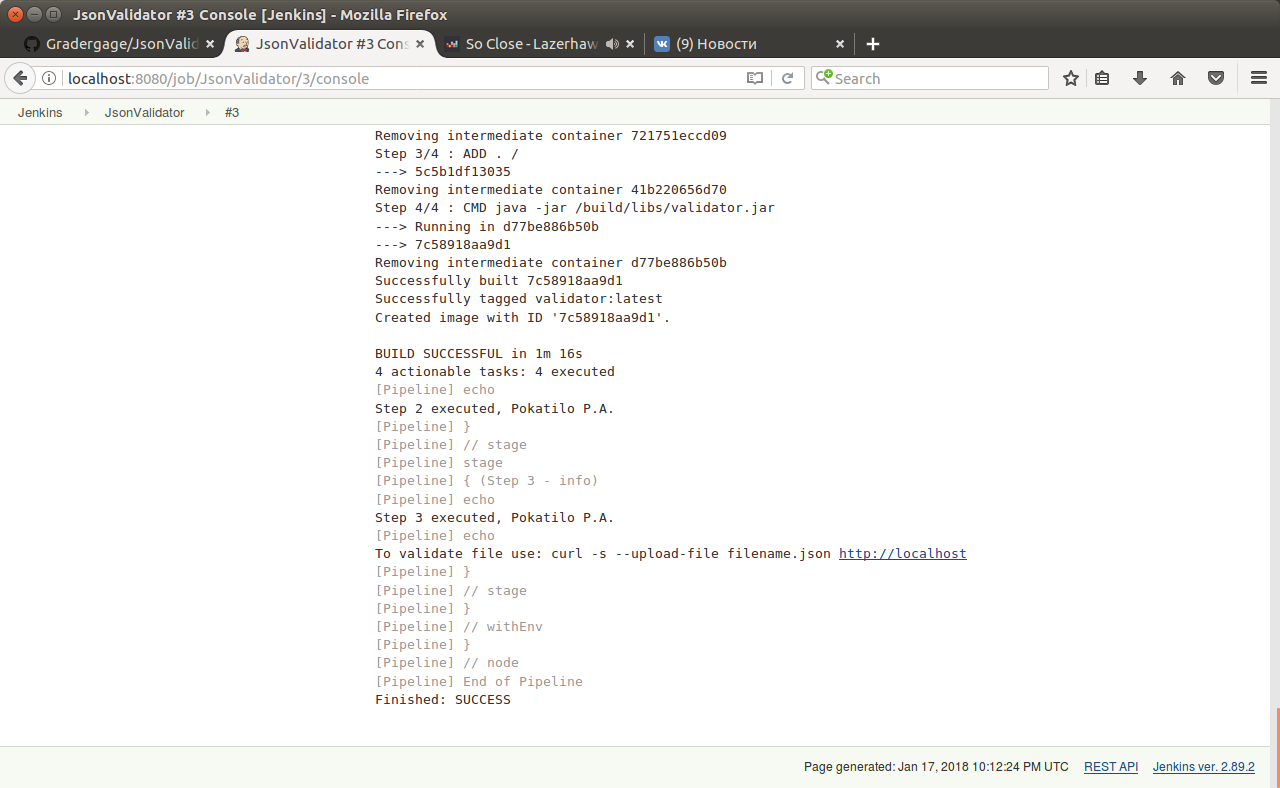 JsonValidator #3 Console [Jenkins] - Mozilla Firefox
Gradergage/JsonValid
JsonValidator #3 Cons
So Close - Lazerhaw
(9) Новости
localhost:8080/job/JsonValidator/3/console
Search
Jenkins JsonValidator #3
Removing intermediate container 721751eccd09
Step 3/4 : ADD . /
---> 5c5b1df13035
Removing intermediate container 41b220656d70
Step 4/4 : CMD java -jar /build/libs/validator.jar
---> Running in d77be886b50b
---> 7c58918aa9d1
Removing intermediate container d77be886b50b
Successfully built 7c58918aa9d1
Successfully tagged validator:latest
Created image with ID '7c58918aa9d1'.
BUILD SUCCESSFUL in 1m 16s
4 actionable tasks: 4 executed
[Pipeline] echo
Step 2 executed, Pokatilo P.A.
[Pipeline] }
[Pipeline] // stage
[Pipeline] stage
[Pipeline] { (Step 3 - info)
[Pipeline] echo
Step 3 executed, Pokatilo P.A.
[Pipeline] echo
To validate file use: curl -s --upload-file filename.json http://localhost
[Pipeline] }
[Pipeline] // stage
[Pipeline] }
[Pipeline] // withEnv
[Pipeline] }
[Pipeline] // node
[Pipeline] End of Pipeline
Finished: SUCCESS
Page generated: Jan 17, 2018 10:12:24 PM UTC REST API Jenkins ver. 2.89.2